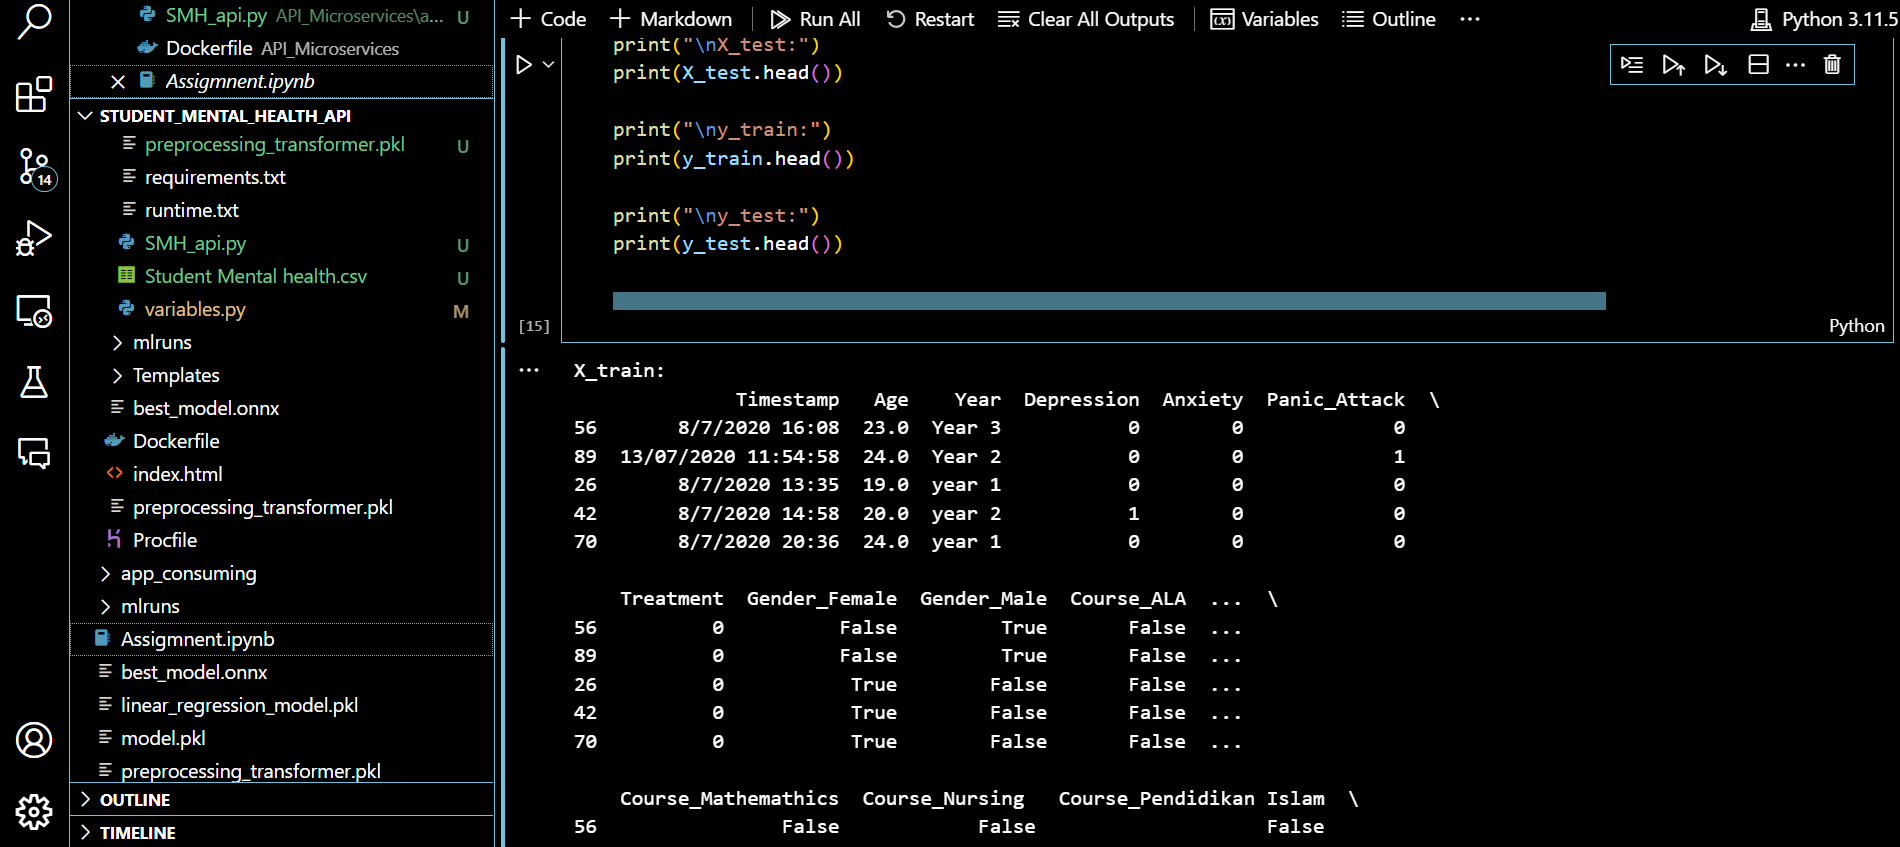 SMH_api.py API_Microservices\a... U
Dockerfile API_Microservices
Assigmnent.ipynb
STUDENT_MENTAL_HEALTH_API
preprocessing_transformer.pkl U
requirements.txt
runtime.txt
SMH_api.py U
Student Mental health.csv U
variables.py M
mlruns
Templates
best_model.onnx
Dockerfile
index.html
preprocessing_transformer.pkl
Procfile
app_consuming
mlruns
Assigmnent.ipynb
best_model.onnx
linear_regression_model.pkl
model.pkl
preprocessing_transformer.pkl
OUTLINE
TIMELINE
14
+ Code + Markdown Run All Restart Clear All Outputs Variables Outline ... Python 3.11.5
print("\nX_test:")
print(X_test.head())
print("\ny_train:")
print(y_train.head())
print("\ny_test:")
print(y_test.head())
[15]
Python
... X_train:
Timestamp Age Year Depression Anxiety Panic_Attack \
56 8/7/2020 16:08 23.0 Year 3 0 0 0
89 13/07/2020 11:54:58 24.0 Year 2 0 0 1
26 8/7/2020 13:35 19.0 year 1 0 0 0
42 8/7/2020 14:58 20.0 year 2 1 0 0
70 8/7/2020 20:36 24.0 year 1 0 0 0
Treatment Gender_Female Gender_Male Course_ALA ... \
56 0 False True False ...
89 0 False True False ...
26 0 True False False ...
42 0 True False False ...
70 0 True False False ...
Course_Mathemathics Course_Nursing Course_Pendidikan Islam \
56 False False False